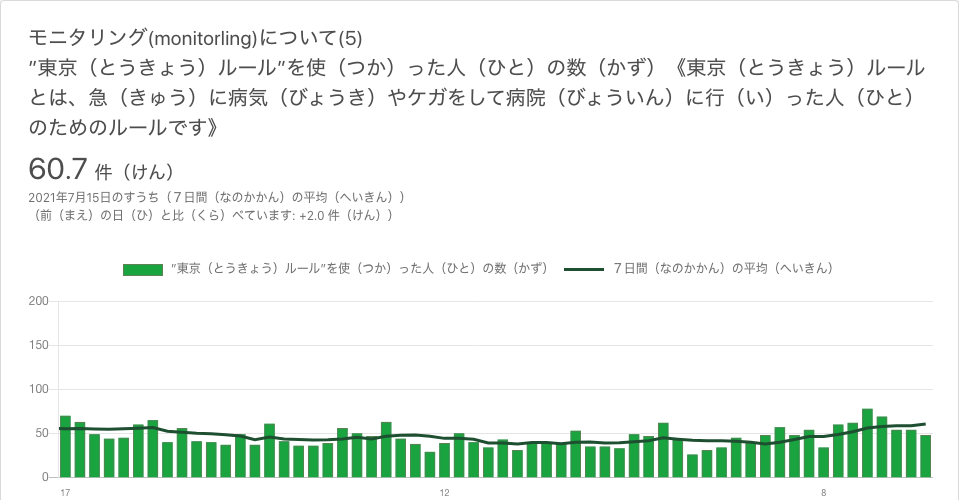 モニタリング(monitorling)について(5)
”東京（とうきょう）ルール”を使（つか）った人（ひと）の数（かず）《東京（とうきょう）ルール
とは、急（きゅう）に病気（びょうき）やケガをして病院（びょういん）に行（い）った人（ひと）
のためのルールです》
60.7 件（けん）
2021年7月15日のすうち（７日間（なのかかん）の平均（へいきん））
（前（まえ）の日（ひ）と比（くら）べています: +2.0 件（けん））
”東京（とうきょう）ルール”を使（つか）った人（ひと）の数（かず） ７日間（なのかかん）の平均（へいきん）
200
150
100
50
0
17 12 8